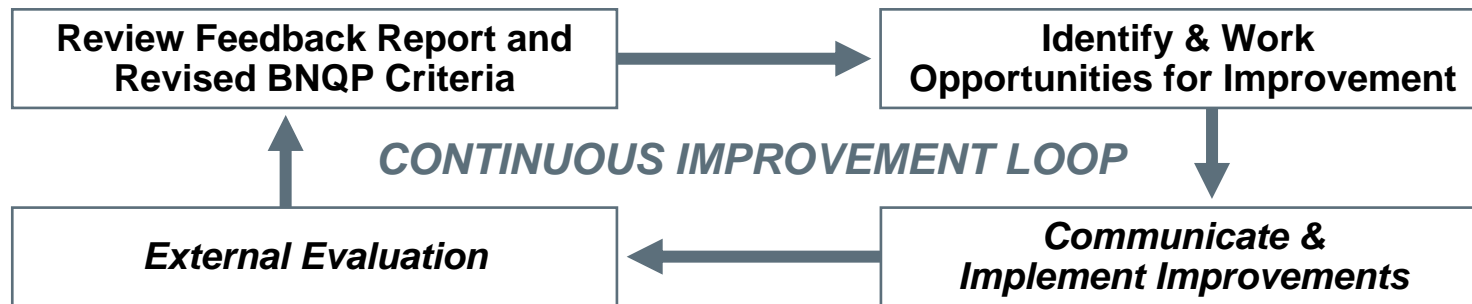 Review Feedback Report and
Revised BNQP Criteria
Identify & Work
Opportunities for Improvement
CONTINUOUS IMPROVEMENT LOOP
External Evaluation
Communicate &
Implement Improvements